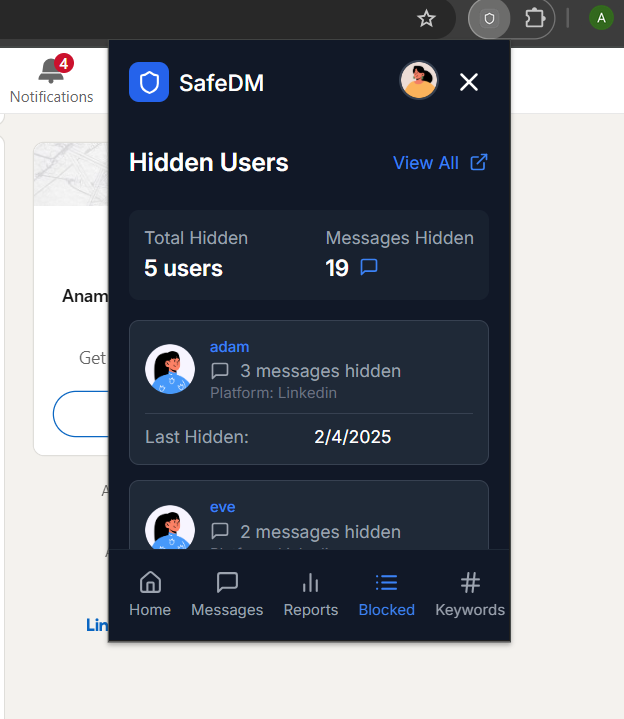 A
4
Notifications
SafeDM
Hidden Users
View All
Total Hidden
Messages Hidden
5 users
19
Anam
adam
3 messages hidden
Get
Platform: Linkedin
Last Hidden:
2/4/2025
eve
2 messages hidden
Lin
Home
Messages
Reports
Blocked
Keywords